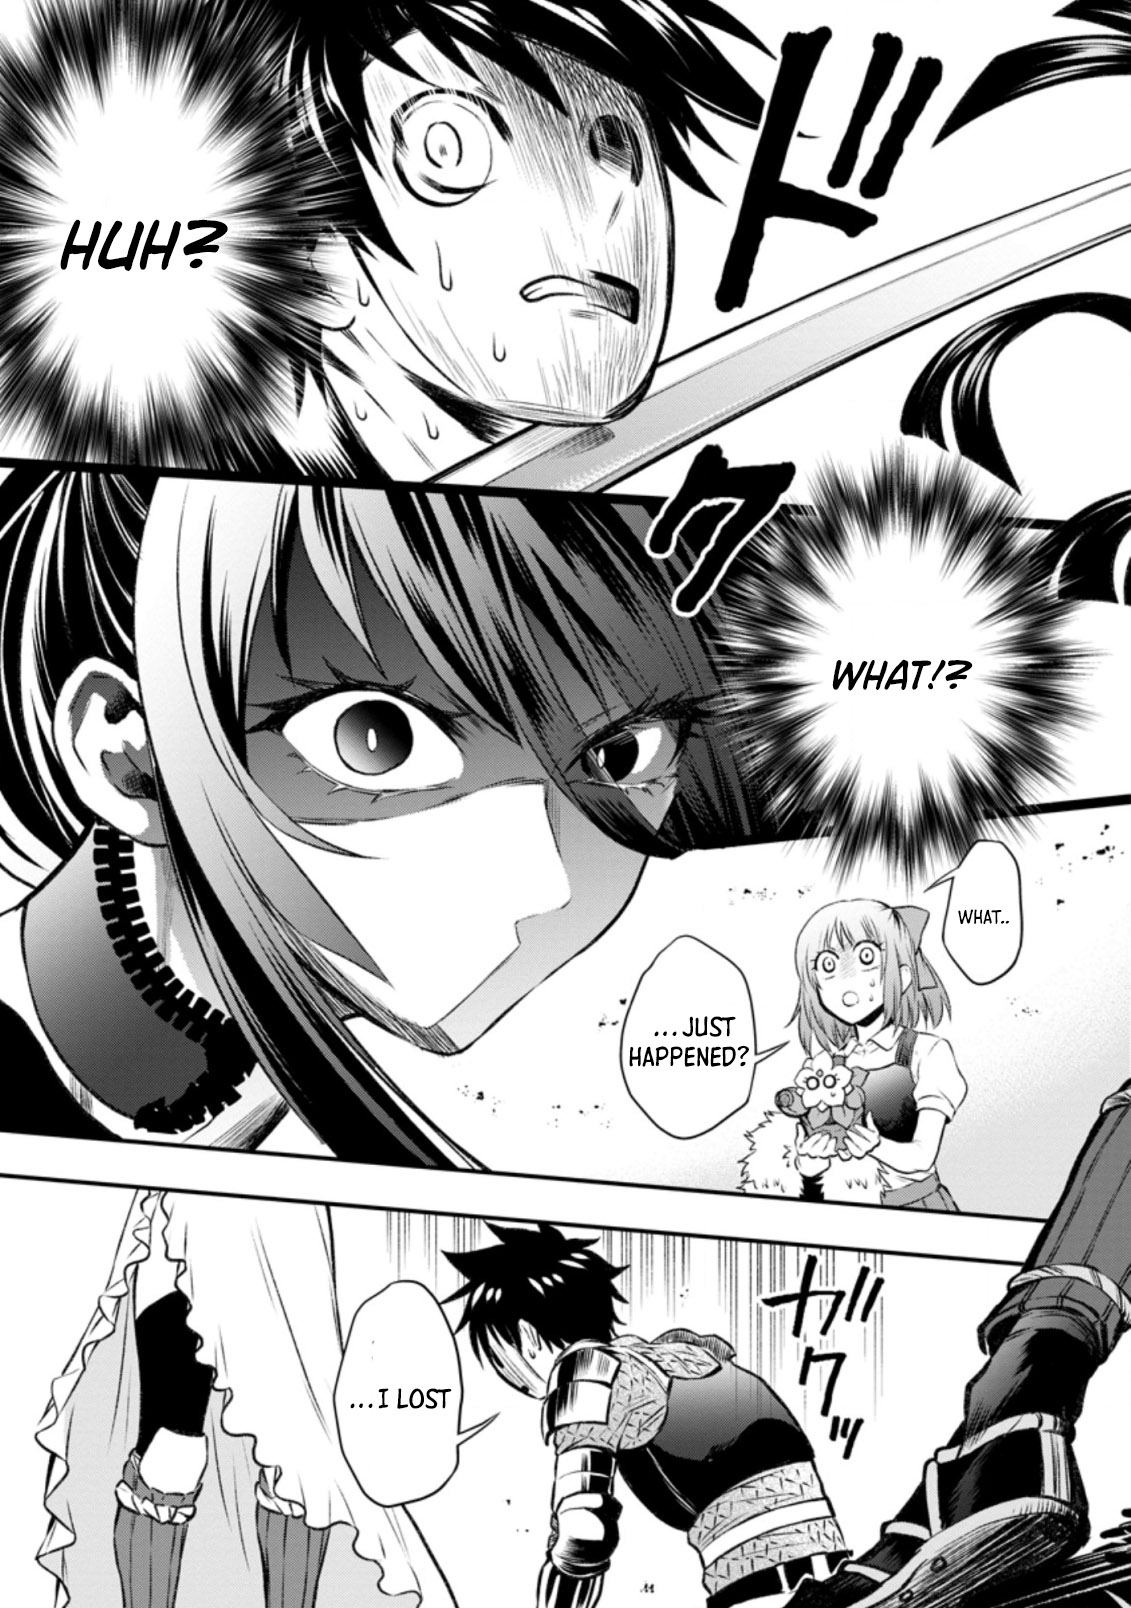 HUH?
ド
WHAT!?
ク
WHAT..
...JUST
HAPPENED?
...I LOST
ガクッ